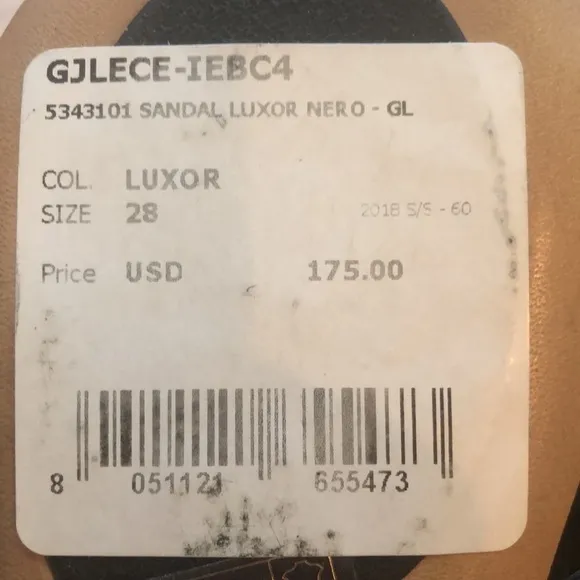 GJLECE-IEBC4
5343101 SANDAL LUXOR NERO - GL
COL. LUXOR
SIZE 28 2018 S/S - 60
Price USD 175.00
8 051121 655473